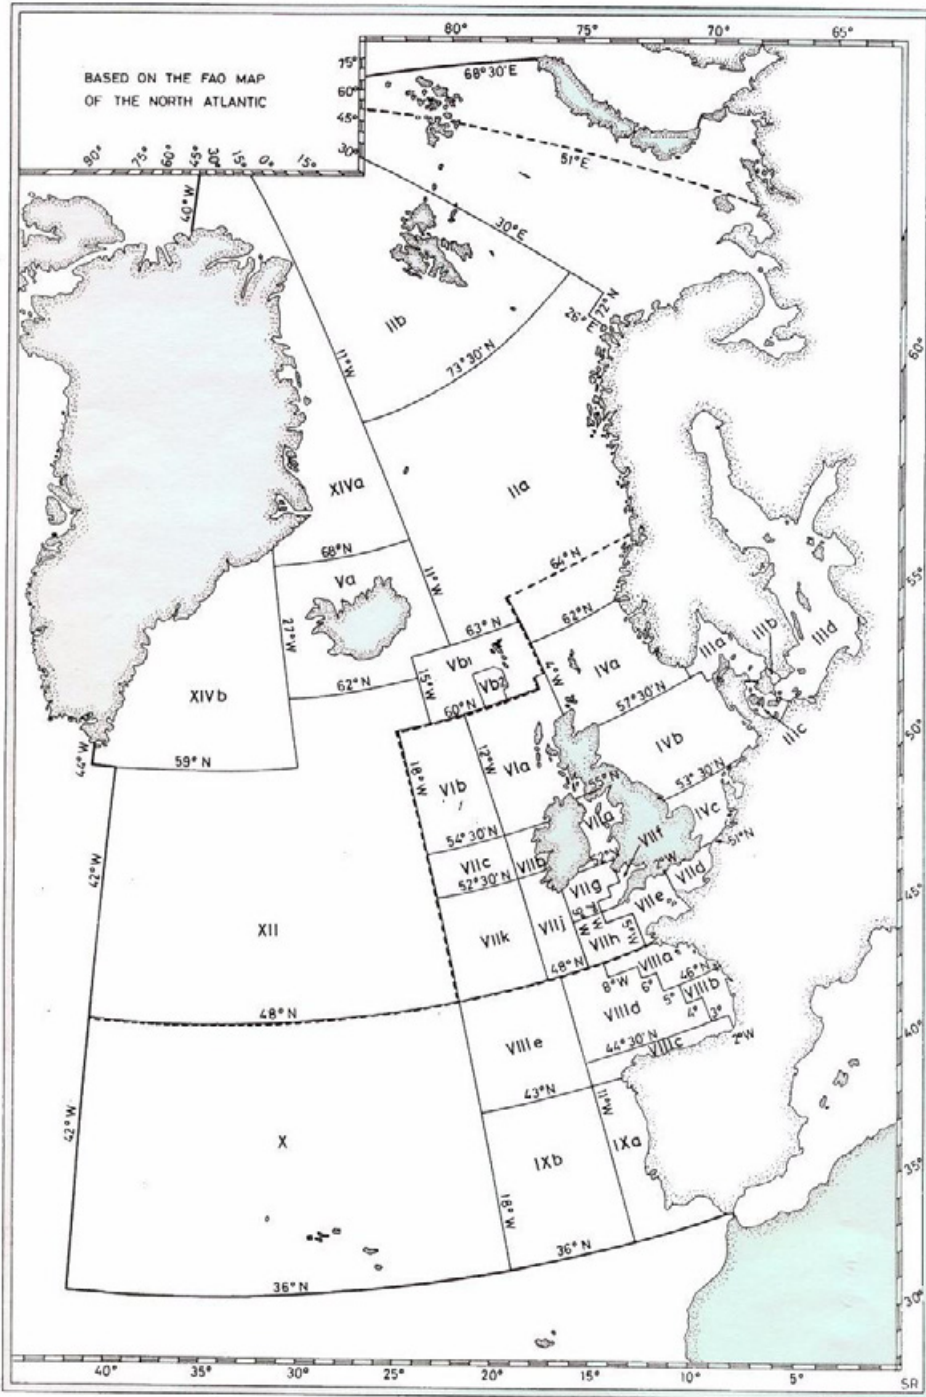 80° 75° 70° 65°
BASED ON THE FAO MAP
OF THE NORTH ATLANTIC
75°
60°
45°
30°
90° 75° 60° 45° 30° 15° 0° 15°
68°30'E
51°E
40°W
30°E
72°N
26°E
IIb
11°W
73°30'N
60°
XIVa
IIa
68°N
64°N
Va
11°W
55°
62°N
63°N
27°W
IIIa
IIIb
IIId
Vb1
7°W
IVa
XIVb
62°N
15°W
Vb2
57°30'N
60°N
IIIc
50°
44°W
59°N
18°W
12°W
VIa
IVb
VIb
55°N
53°30'N
IVc
VIIa
54°30'N
VIIf
51°N
42°W
VIIc
VIIb
52°N
2°W
VIId
52°30'N
VIIg
VIIe
45°
XII
VIIk
VIIj
VIIh
5°W
48°N
VIIIa
46°N
8°W
6°
5°
VIIIb
48°N
VIIId
4°
3°
40°
VIIIe
44°30'N
VIIIc
2°W
43°N
11°W
42°W
X
IXb
IXa
35°
18°W
36°N
36°N
30°
40° 35° 30° 25° 20° 15° 10° 5°
SR